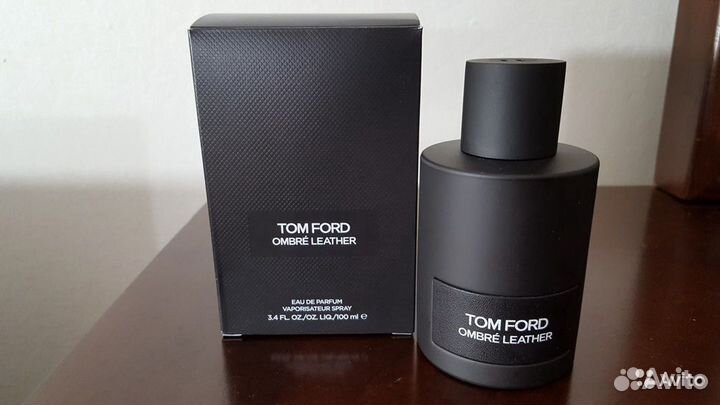 TOM FORD
OMBRÉ LEATHER
EAU DE PARFUM
VAPORISATEUR SPRAY
3.4 FL. OZ./OZ. LIQ./100 ml e
TOM FORD
OMBRÉ LEATHER
Avito